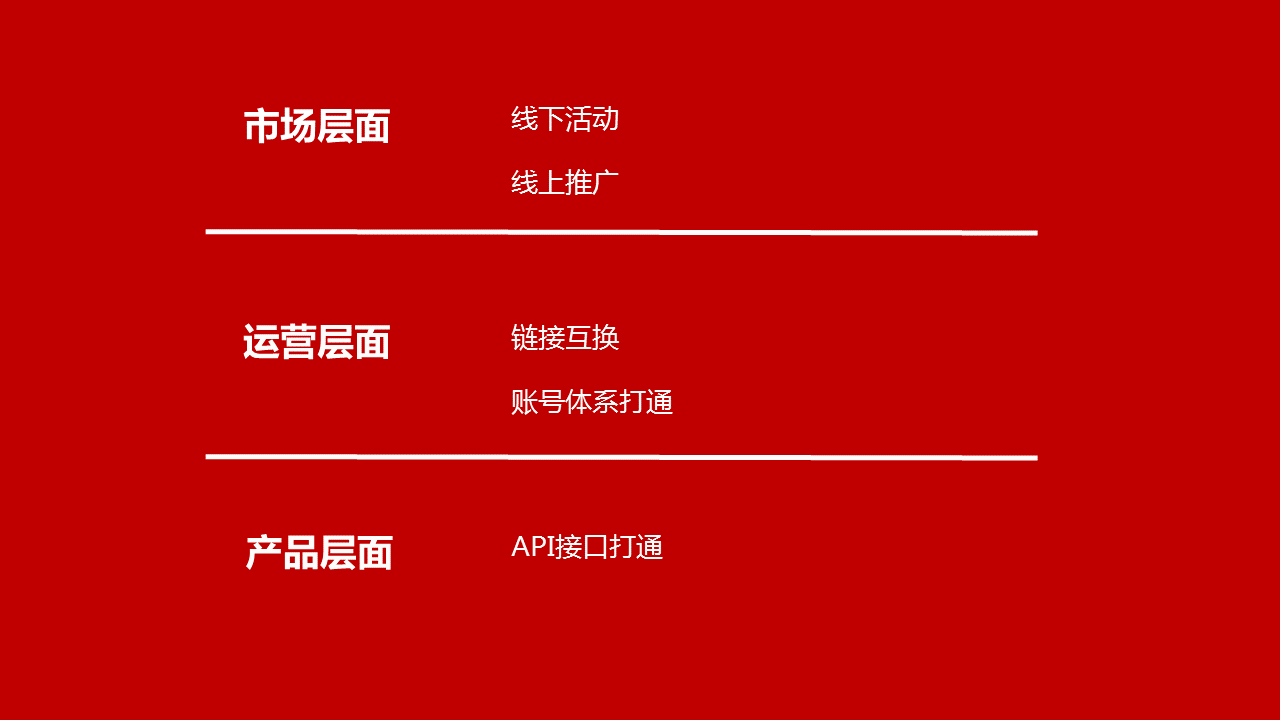 市场层面
线下活动
线上推广
运营层面
链接互换
账号体系打通
产品层面
API接口打通